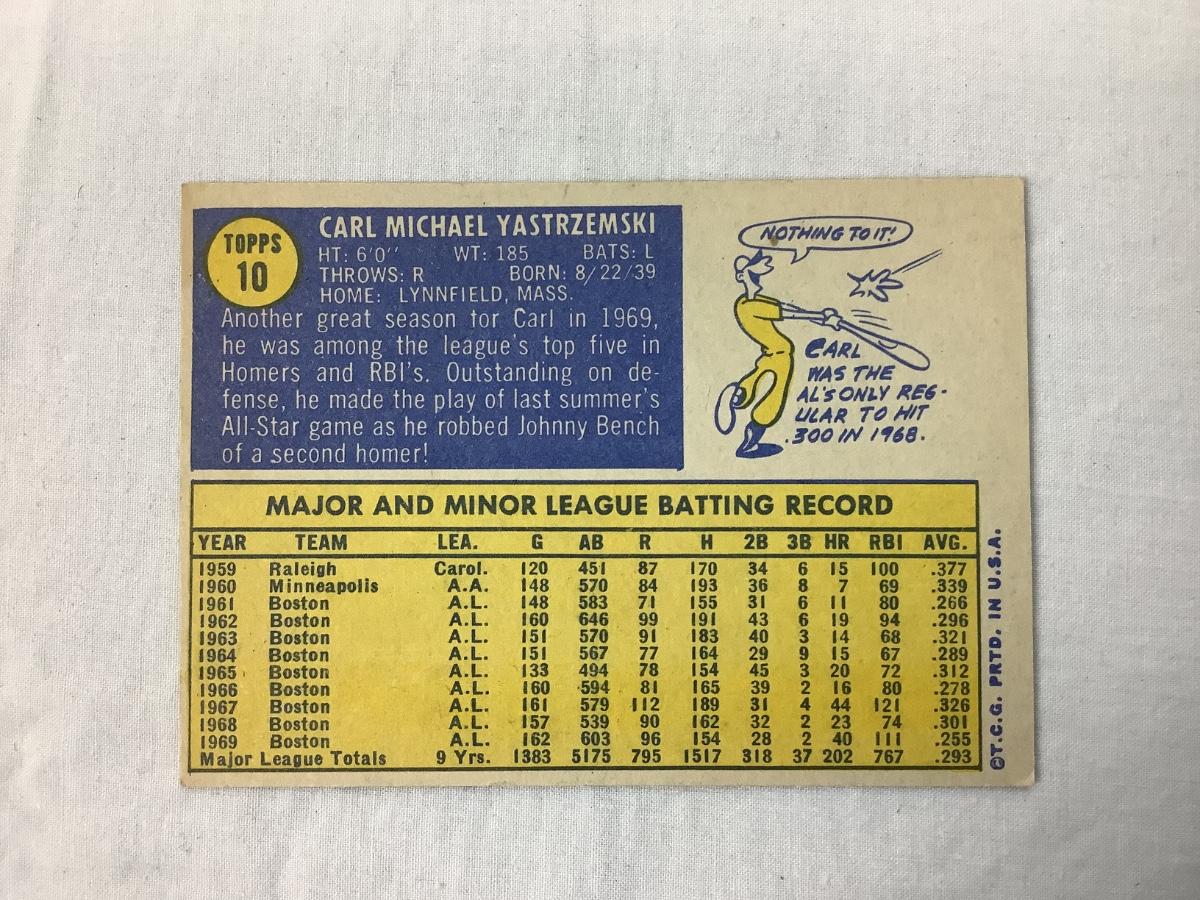 TOPPS
10
CARL MICHAEL YASTRZEMSKI
HT: 6'0" WT: 185 BATS: L
THROWS: R BORN: 8/22/39
HOME: LYNNFIELD, MASS.
Another great season for Carl in 1969,
he was among the league's top five in
Homers and RBI's. Outstanding on de-
fense, he made the play of last summer's
All-Star game as he robbed Johnny Bench
of a second homer!
NOTHING TO IT!
CARL
WAS THE
AL'S ONLY REG-
ULAR TO HIT
.300 IN 1968.
MAJOR AND MINOR LEAGUE BATTING RECORD
YEAR TEAM LEA. G AB R H 2B 3B HR RBI AVG.
1959 Raleigh Carol. 120 451 87 170 34 6 15 100 .377
1960 Minneapolis A.A. 148 570 84 193 36 8 7 69 .339
1961 Boston A.L. 148 583 71 155 31 6 11 80 .266
1962 Boston A.L. 160 646 99 191 43 6 19 94 .296
1963 Boston A.L. 151 570 91 183 40 3 14 68 .321
1964 Boston A.L. 151 567 77 164 29 9 15 67 .289
1965 Boston A.L. 133 494 78 154 45 3 20 72 .312
1966 Boston A.L. 160 594 81 165 39 2 16 80 .278
1967 Boston A.L. 161 579 112 189 31 4 44 121 .326
1968 Boston A.L. 157 539 90 162 32 2 23 74 .301
1969 Boston A.L. 162 603 96 154 28 2 40 111 .255
Major League Totals 9 Yrs. 1383 5175 795 1517 318 37 202 767 .293
©T.C.G. PRTD. IN U.S.A.